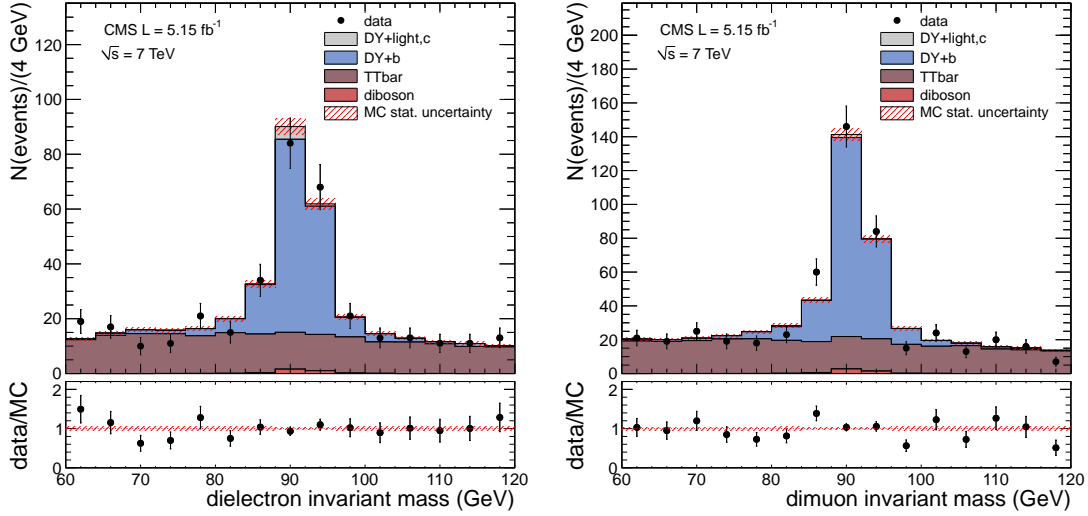 CMS L = 5.15 fb⁻¹
√s = 7 TeV
data
DY+light,c
DY+b
TTbar
diboson
MC stat. uncertainty
N(events)/(4 GeV)
120
100
80
60
40
20
0
data/MC
2
1
0
60 70 80 90 100 110 120
dielectron invariant mass (GeV)
CMS L = 5.15 fb⁻¹
√s = 7 TeV
data
DY+light,c
DY+b
TTbar
diboson
MC stat. uncertainty
N(events)/(4 GeV)
200
180
160
140
120
100
80
60
40
20
0
data/MC
2
1
0
60 70 80 90 100 110 120
dimuon invariant mass (GeV)